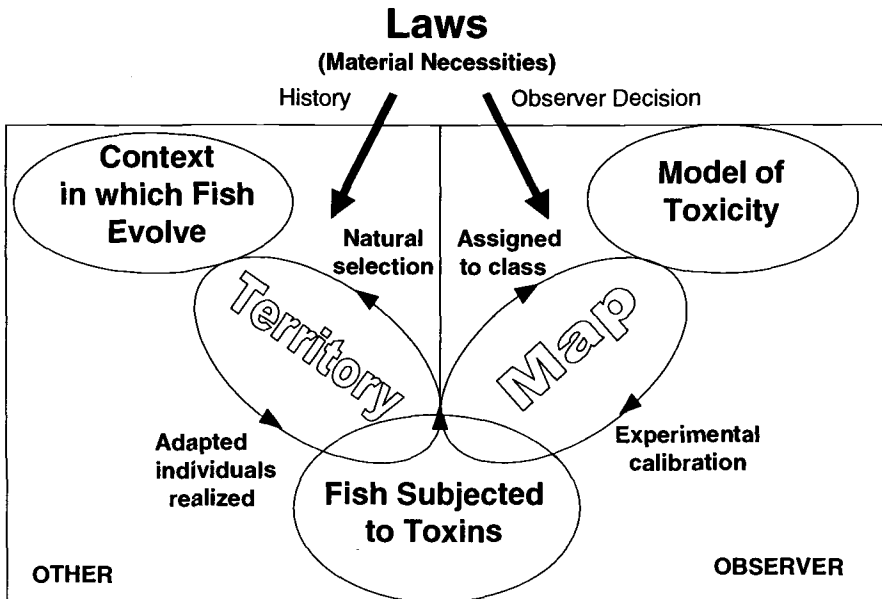 Laws
(Material Necessities)
History
Observer Decision
Context
in which Fish
Evolve
Model of
Toxicity
Natural
selection
Assigned
to class
Territory
Map
Adapted
individuals
realized
Experimental
calibration
Fish Subjected
to Toxins
OTHER
OBSERVER